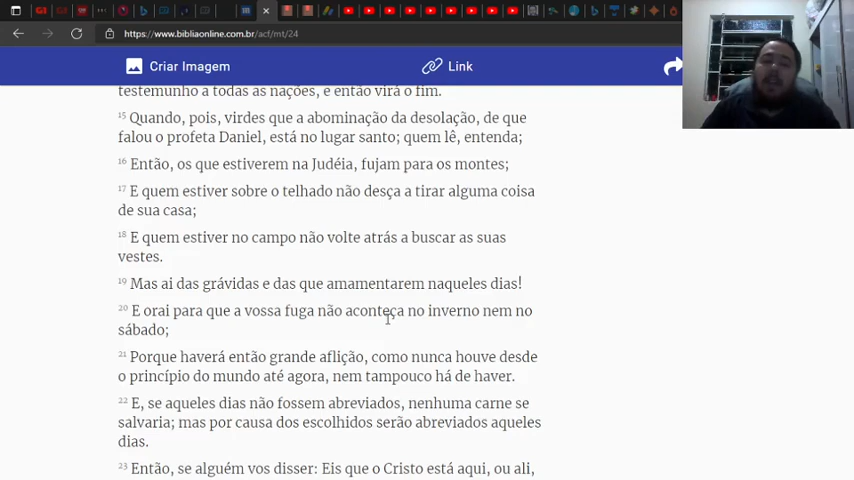 https://www.bibliaonline.com.br/acf/mt/24
Criar Imagem
Link
testemunho a todas as nações, e então virá o fim.
15 Quando, pois, virdes que a abominação da desolação, de que
falou o profeta Daniel, está no lugar santo; quem lê, entenda;
16 Então, os que estiverem na Judéia, fujam para os montes;
17 E quem estiver sobre o telhado não desça a tirar alguma coisa
de sua casa;
18 E quem estiver no campo não volte atrás a buscar as suas
vestes.
19 Mas ai das grávidas e das que amamentarem naqueles dias!
20 E orai para que a vossa fuga não aconteça no inverno nem no
sábado;
21 Porque haverá então grande aflição, como nunca houve desde
o princípio do mundo até agora, nem tampouco há de haver.
22 E, se aqueles dias não fossem abreviados, nenhuma carne se
salvaria; mas por causa dos escolhidos serão abreviados aqueles
dias.
23 Então, se alguém vos disser: Eis que o Cristo está aqui, ou ali,